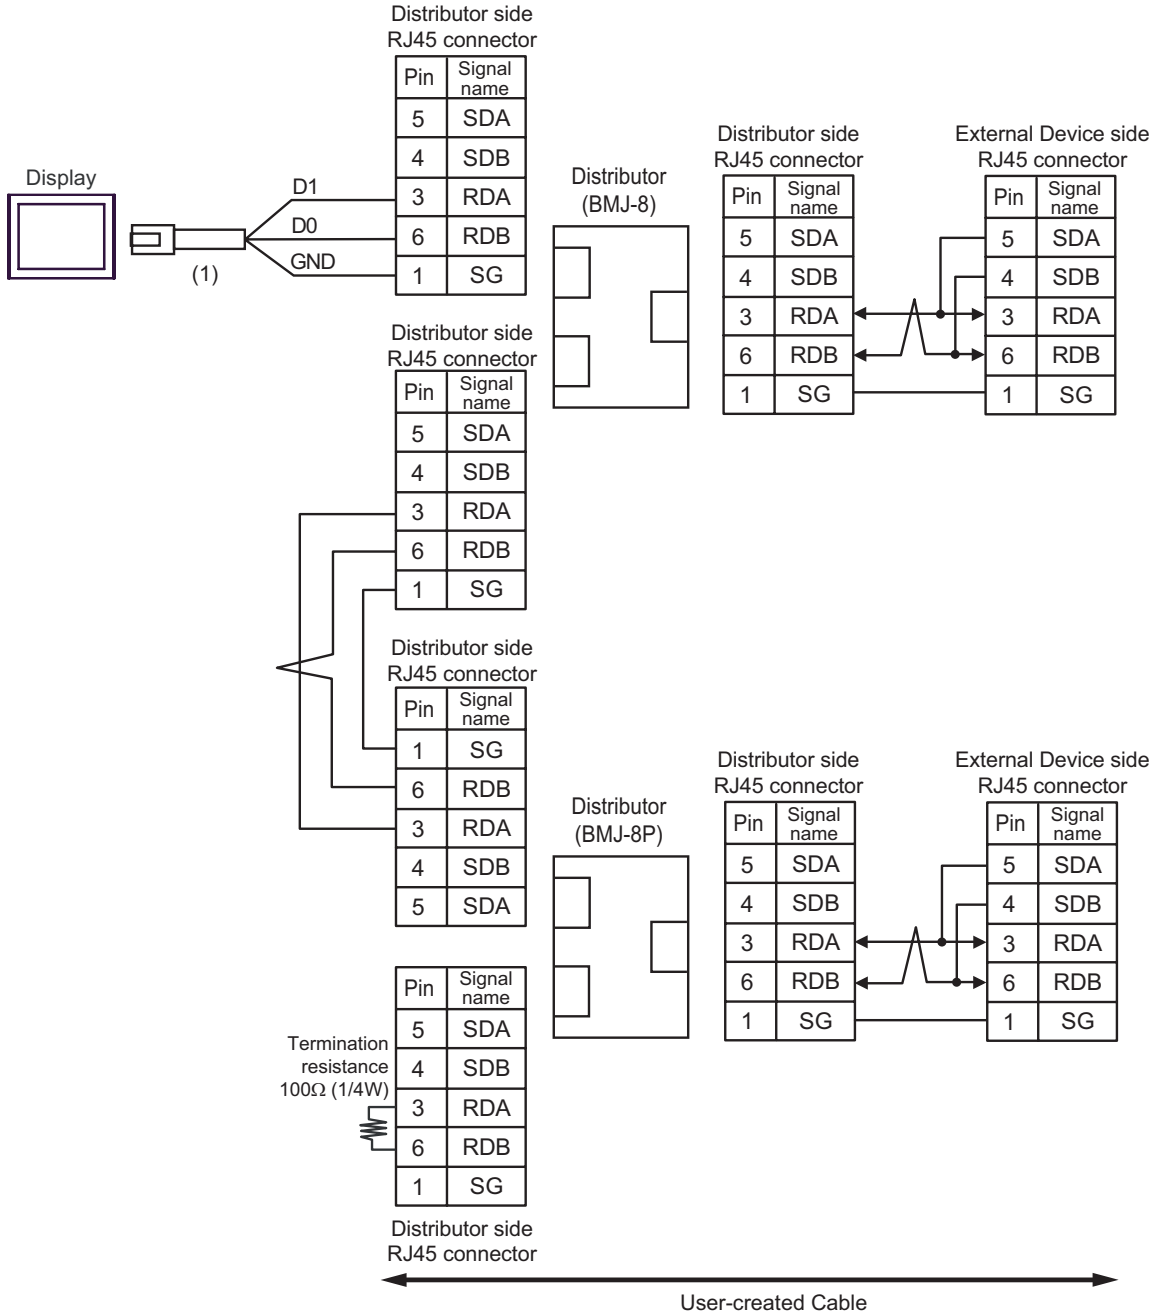 Distributor side
RJ45 connector
Pin Signal name
5 SDA
4 SDB
3 RDA
6 RDB
1 SG
Display
D1
D0
GND
(1)
Distributor
(BMJ-8)
Distributor side
RJ45 connector
Pin Signal name
5 SDA
4 SDB
3 RDA
6 RDB
1 SG
External Device side
RJ45 connector
Pin Signal name
5 SDA
4 SDB
3 RDA
6 RDB
1 SG
Distributor side
RJ45 connector
Pin Signal name
5 SDA
4 SDB
3 RDA
6 RDB
1 SG
Distributor side
RJ45 connector
Pin Signal name
1 SG
6 RDB
3 RDA
4 SDB
5 SDA
Distributor
(BMJ-8P)
Distributor side
RJ45 connector
Pin Signal name
5 SDA
4 SDB
3 RDA
6 RDB
1 SG
External Device side
RJ45 connector
Pin Signal name
5 SDA
4 SDB
3 RDA
6 RDB
1 SG
Termination
resistance
100Ω (1/4W)
Pin Signal name
5 SDA
4 SDB
3 RDA
6 RDB
1 SG
Distributor side
RJ45 connector
User-created Cable